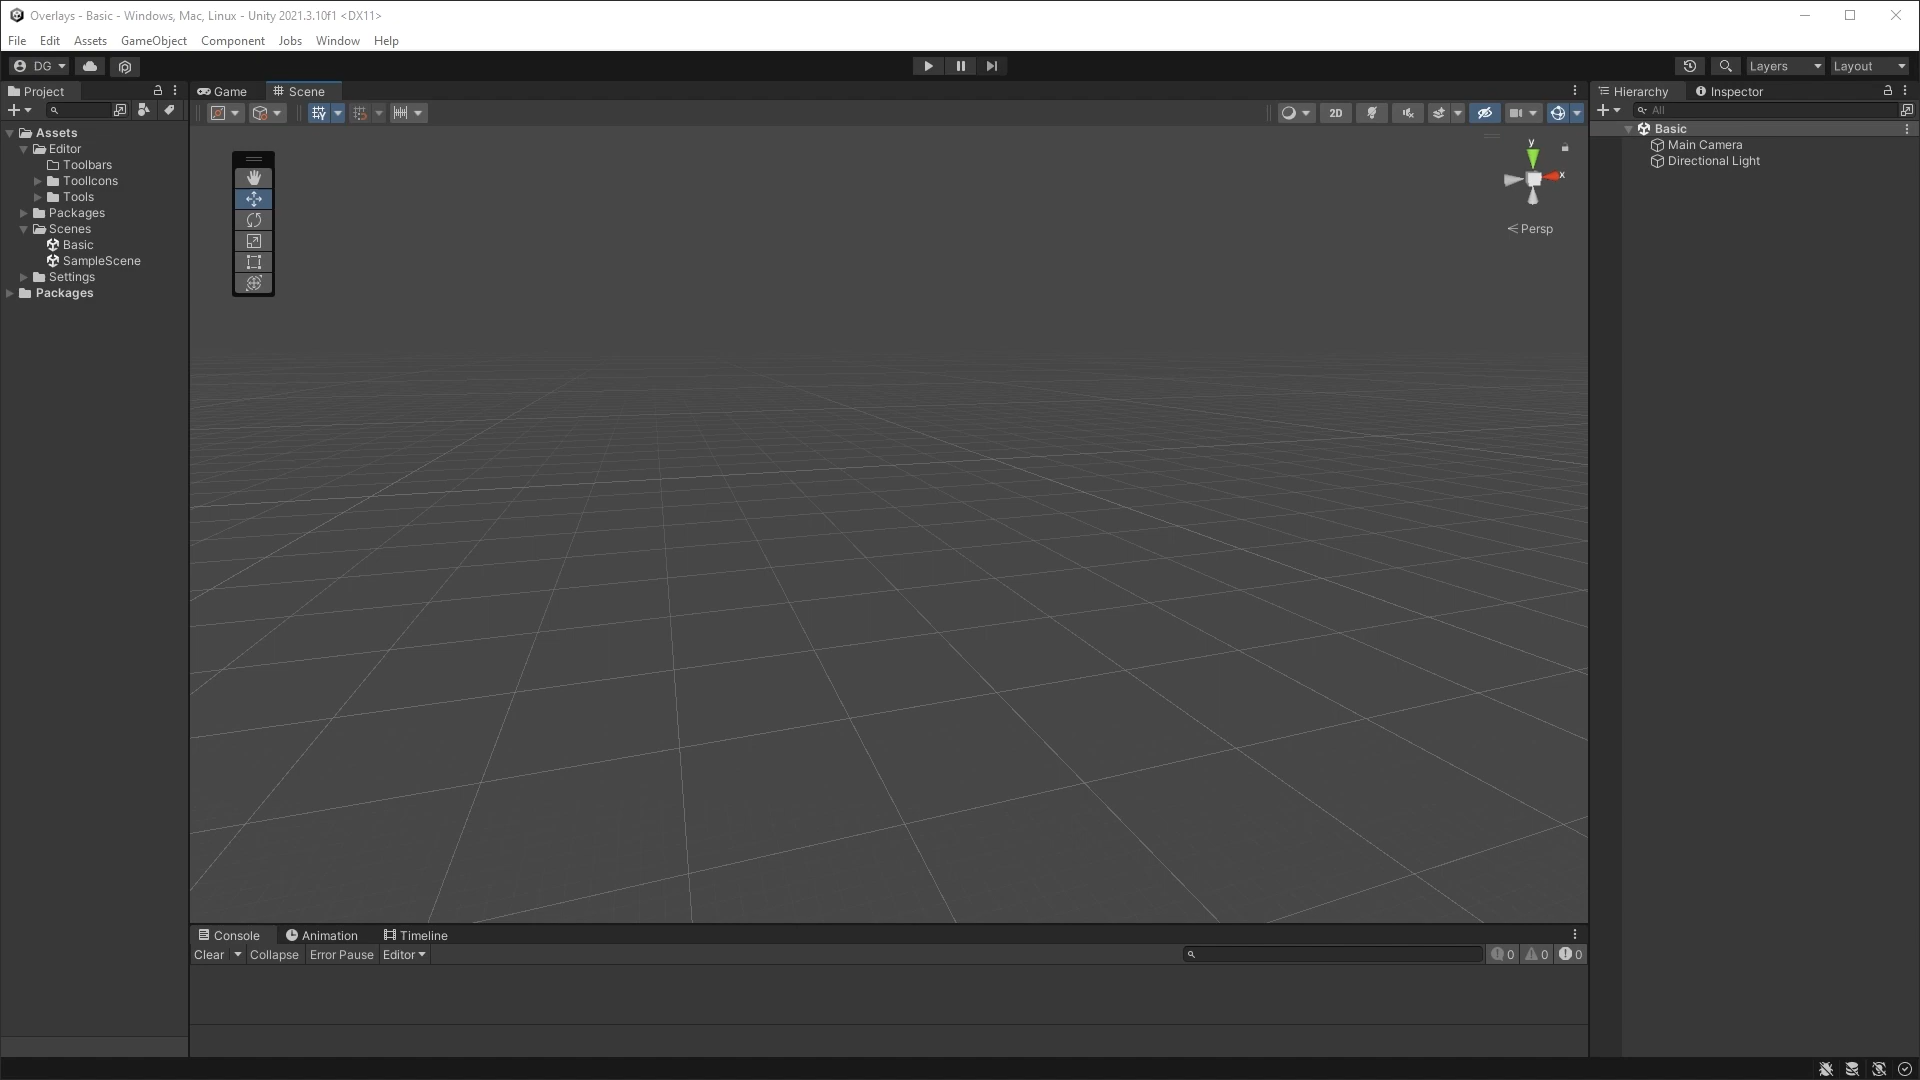 Overlays - Basic - Windows, Mac, Linux - Unity 2021.3.10f1 <DX11>
File Edit Assets GameObject Component Jobs Window Help
DG
Layers
Layout
Project
Assets
Editor
Toolbars
ToolIcons
Tools
Packages
Scenes
Basic
SampleScene
Settings
Packages
Game
Scene
2D
y
x
Persp
Console
Animation
Timeline
Clear Collapse Error Pause Editor
0 0 0
Hierarchy
Inspector
All
Basic
Main Camera
Directional Light